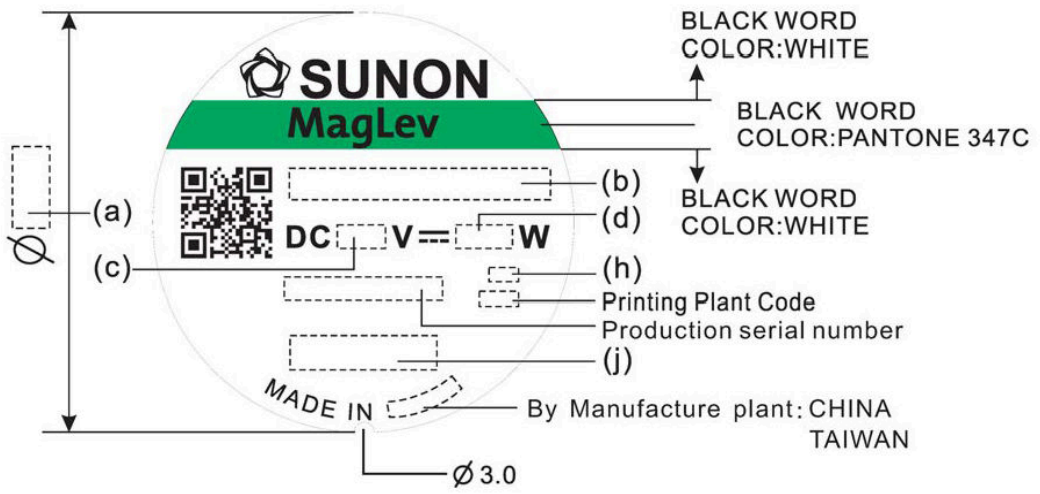 BLACK WORD
COLOR:WHITE
SUNON
MagLev
BLACK WORD
COLOR:PANTONE 347C
(a)
(b)
BLACK WORD
COLOR:WHITE
(d)
DC V W
Ø
(c)
(h)
Printing Plant Code
Production serial number
(j)
MADE IN
By Manufacture plant: CHINA
TAIWAN
Ø 3.0